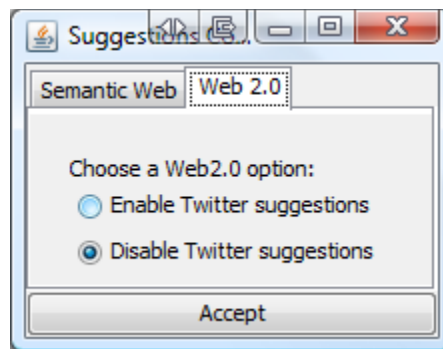 Suggestions Co...
Semantic Web
Web 2.0
Choose a Web2.0 option:
Enable Twitter suggestions
Disable Twitter suggestions
Accept